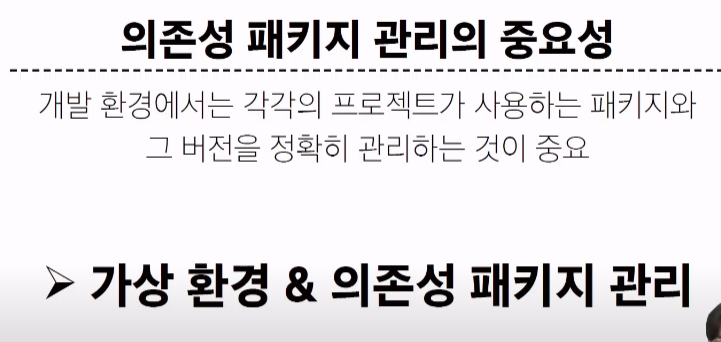 의존성 패키지 관리의 중요성
개발 환경에서는 각각의 프로젝트가 사용하는 패키지와
그 버전을 정확히 관리하는 것이 중요
➢ 가상 환경 & 의존성 패키지 관리